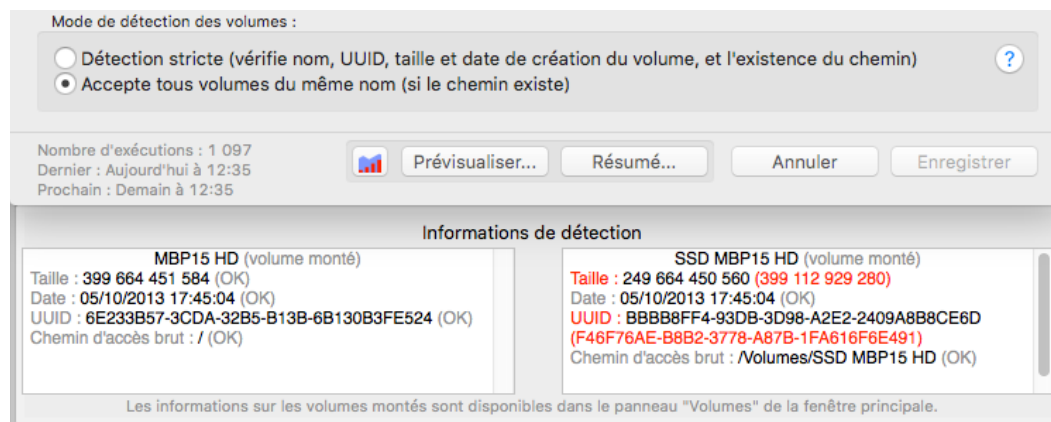 Mode de détection des volumes :
Détection stricte (vérifie nom, UUID, taille et date de création du volume, et l'existence du chemin)
?
Accepte tous volumes du même nom (si le chemin existe)
Nombre d'exécutions : 1 097
Dernier : Aujourd'hui à 12:35
Prochain : Demain à 12:35
Prévisualiser...
Résumé...
Annuler
Enregistrer
Informations de détection
MBP15 HD (volume monté)
Taille : 399 664 451 584 (OK)
Date : 05/10/2013 17:45:04 (OK)
UUID : 6E233B57-3CDA-32B5-B13B-6B130B3FE524 (OK)
Chemin d'accès brut : / (OK)
SSD MBP15 HD (volume monté)
Taille : 249 664 450 560 (399 112 929 280)
Date : 05/10/2013 17:45:04 (OK)
UUID : BBBB8FF4-93DB-3D98-A2E2-2409A8B8CE6D
(F46F76AE-B8B2-3778-A87B-1FA616F6E491)
Chemin d'accès brut : /Volumes/SSD MBP15 HD (OK)
Les informations sur les volumes montés sont disponibles dans le panneau "Volumes" de la fenêtre principale.